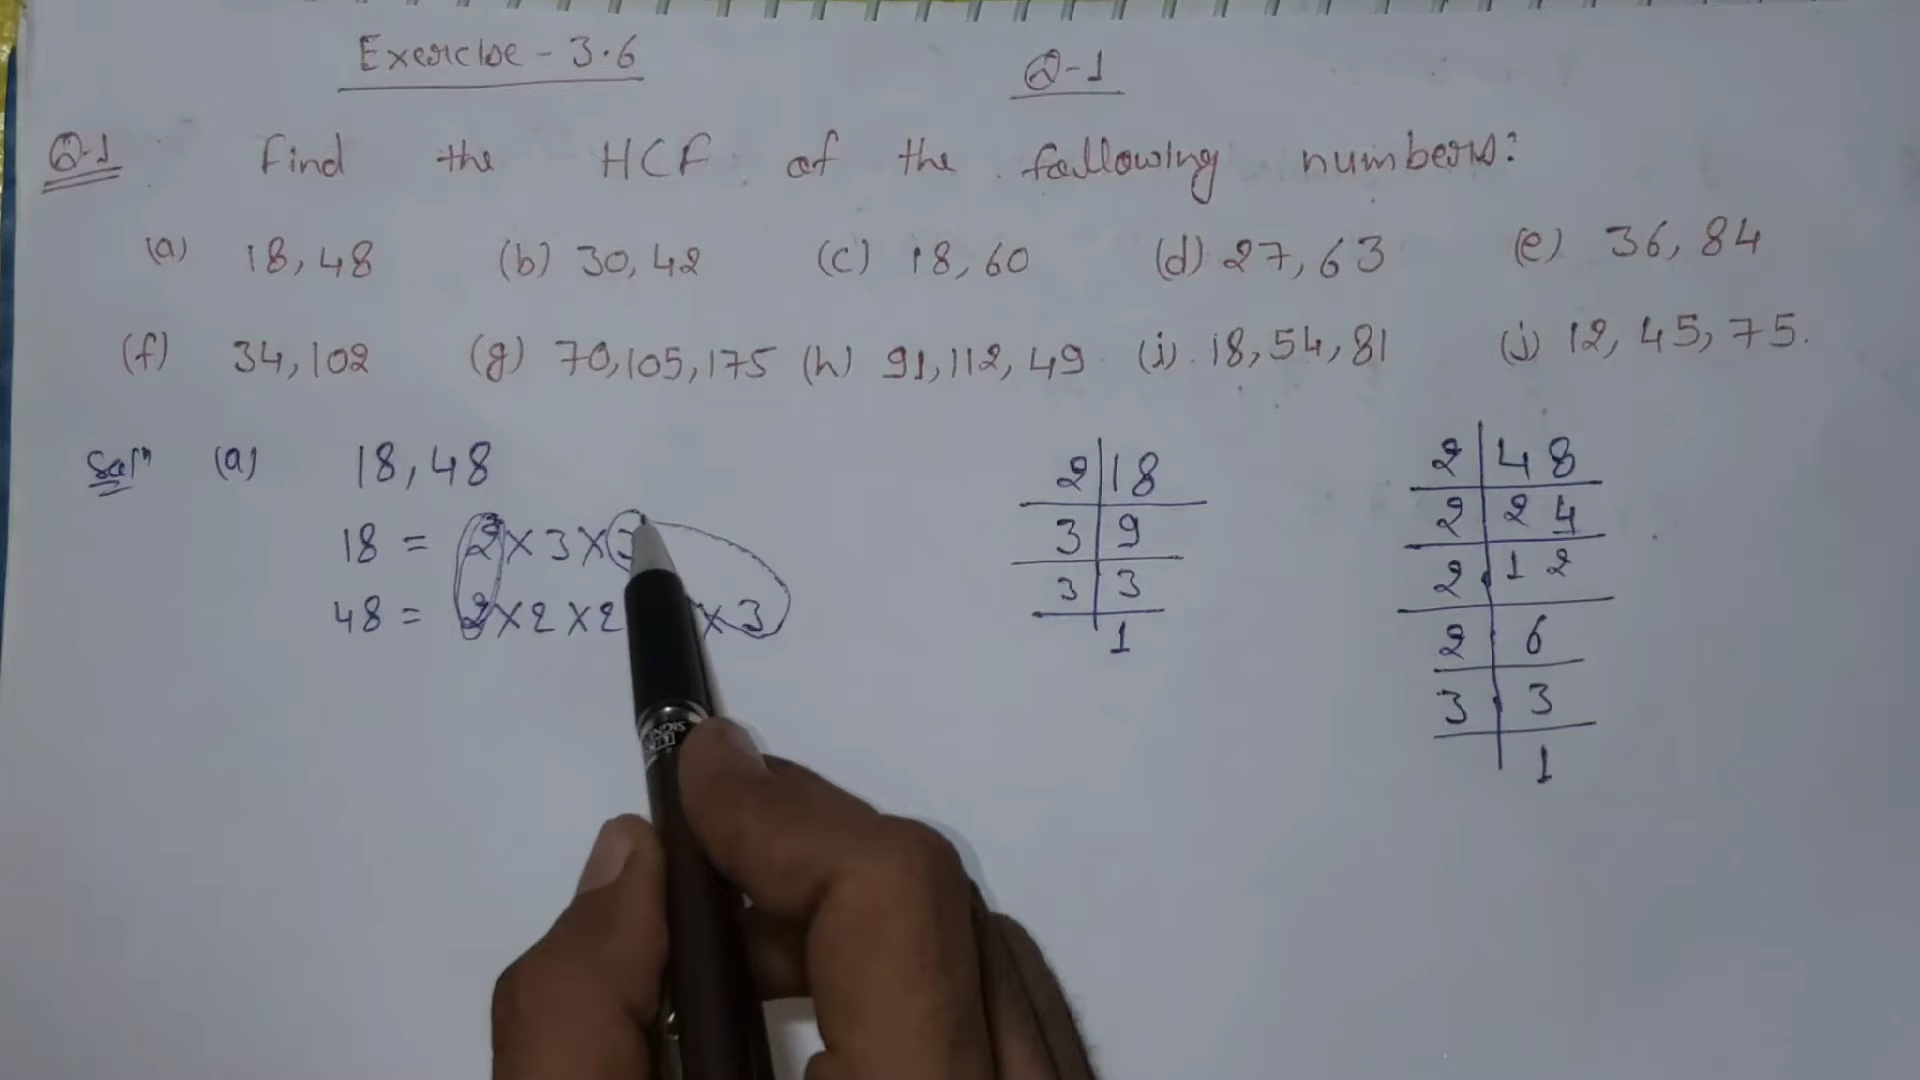 Exercise - 3.6 Q-1
Q-1 Find the HCF of the following numbers:
(a) 18, 48 (b) 30, 42 (c) 18, 60 (d) 27, 63 (e) 36, 84
(f) 34, 102 (g) 70, 105, 175 (h) 91, 112, 49 (i) 18, 54, 81 (j) 12, 45, 75.
Solⁿ (a) 18, 48
18 = 2 × 3 × 3
48 = 2 × 2 × 2 × 3
2 | 18
3 | 9
3 | 3
1
2 | 48
2 | 24
2 | 12
2 | 6
3 | 3
1